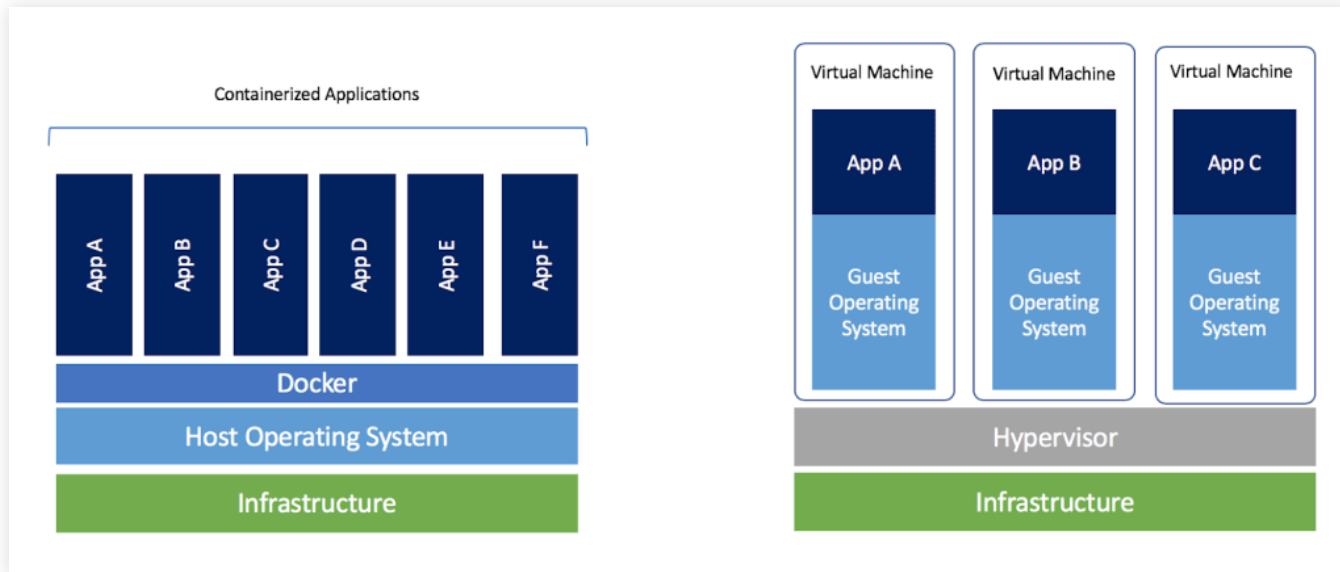 Containerized Applications
App A
App B
App C
App D
App E
App F
Docker
Host Operating System
Infrastructure
Virtual Machine
App A
Guest
Operating
System
Virtual Machine
App B
Guest
Operating
System
Virtual Machine
App C
Guest
Operating
System
Hypervisor
Infrastructure